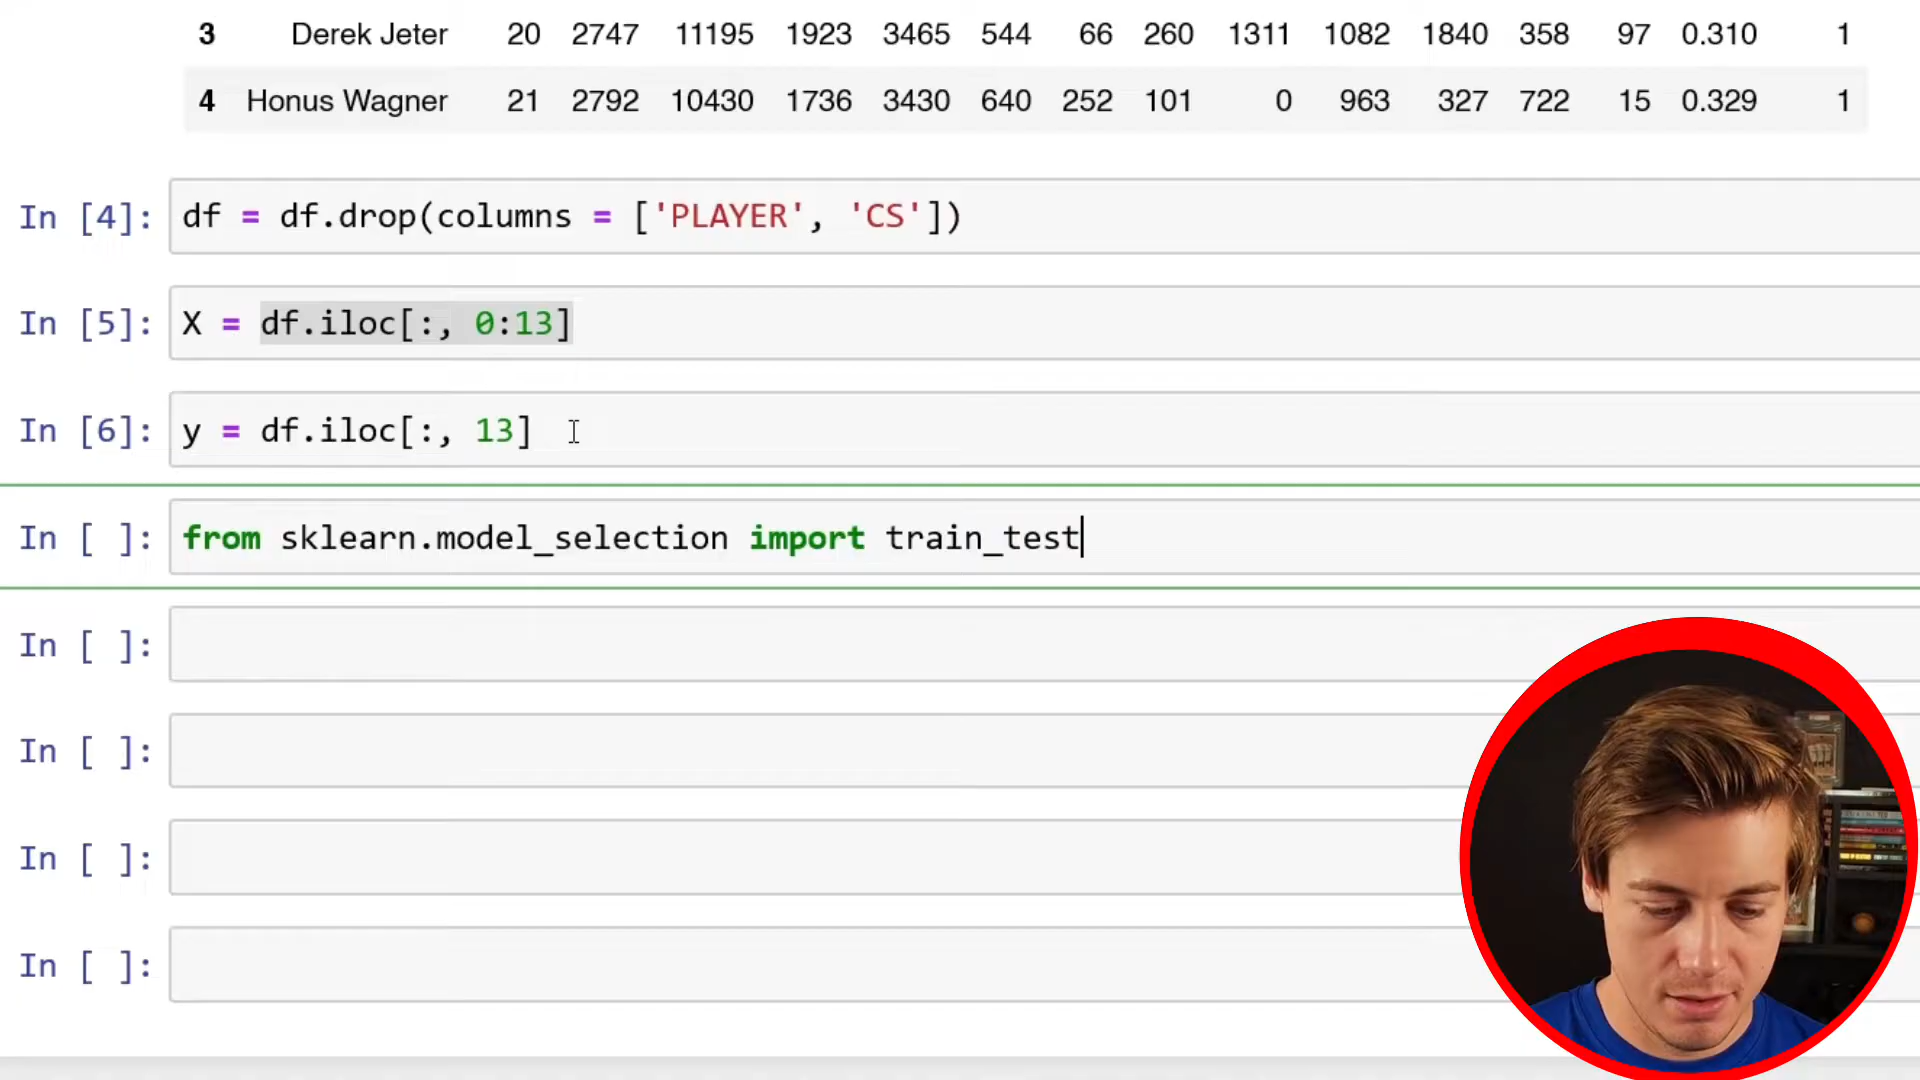 3 Derek Jeter 20 2747 11195 1923 3465 544 66 260 1311 1082 1840 358 97 0.310 1
4 Honus Wagner 21 2792 10430 1736 3430 640 252 101 0 963 327 722 15 0.329 1
In [4]: df = df.drop(columns = ['PLAYER', 'CS'])
In [5]: X = df.iloc[:, 0:13]
In [6]: y = df.iloc[:, 13]
In [ ]: from sklearn.model_selection import train_test
In [ ]:
In [ ]:
In [ ]:
In [ ]: